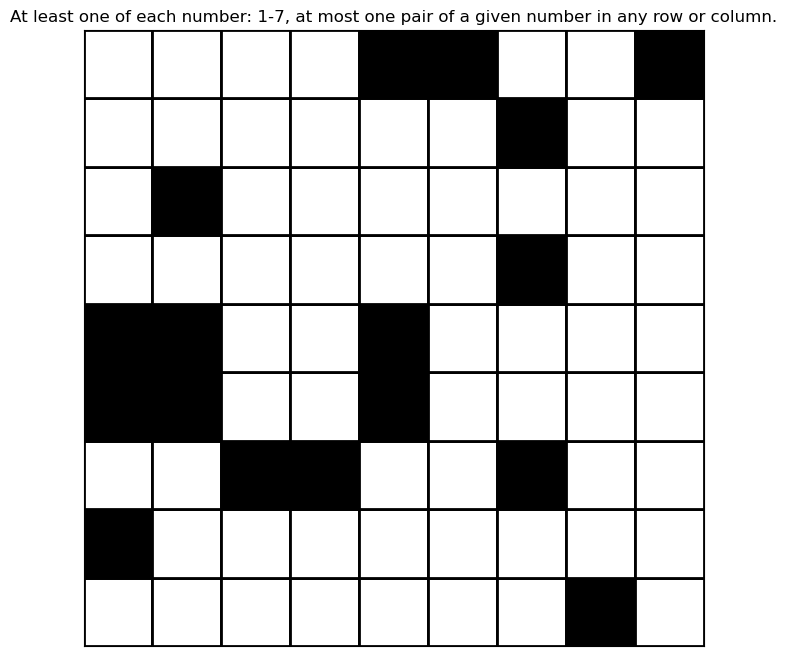 At least one of each number: 1-7, at most one pair of a given number in any row or column.